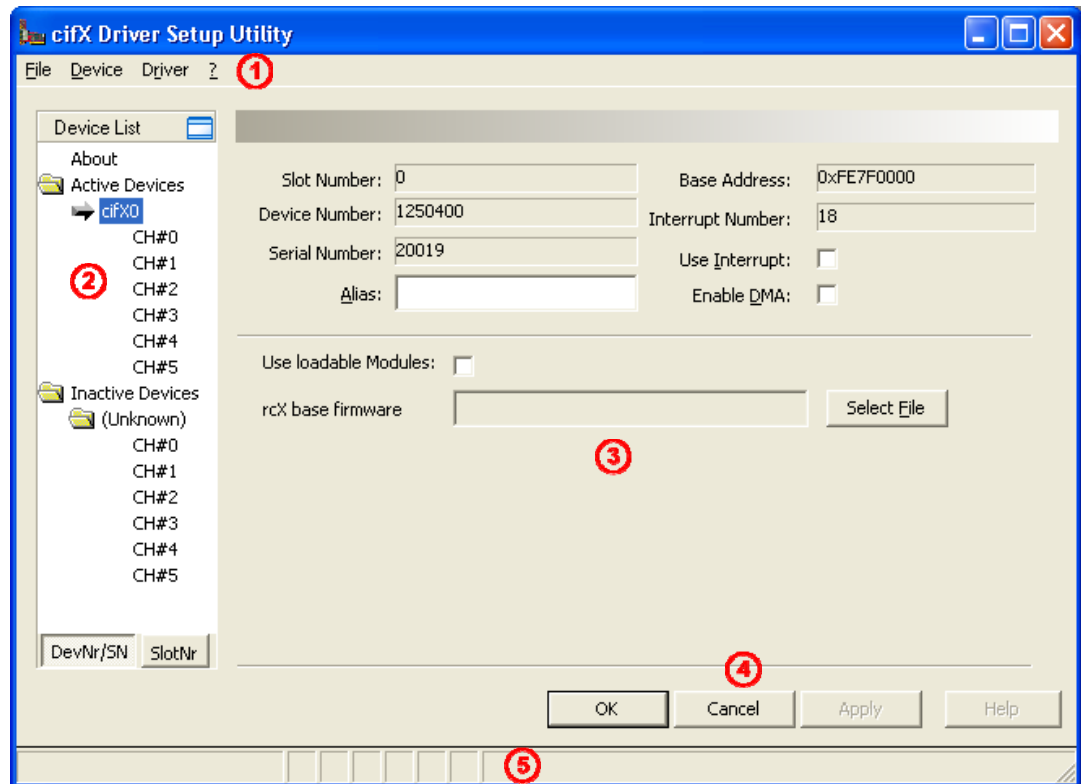 cifX Driver Setup Utility
File Device Driver ? 1
Device List
About
Active Devices
cifX0
CH#0
CH#1
2
CH#2
CH#3
CH#4
CH#5
Inactive Devices
(Unknown)
CH#0
CH#1
CH#2
CH#3
CH#4
CH#5
DevNr/SN SlotNr
Slot Number: 0 Base Address: 0xFE7F0000
Device Number: 1250400 Interrupt Number: 18
Serial Number: 20019 Use Interrupt:
Alias: Enable DMA:
Use loadable Modules:
rcX base firmware Select File
3
4
OK Cancel Apply Help
5